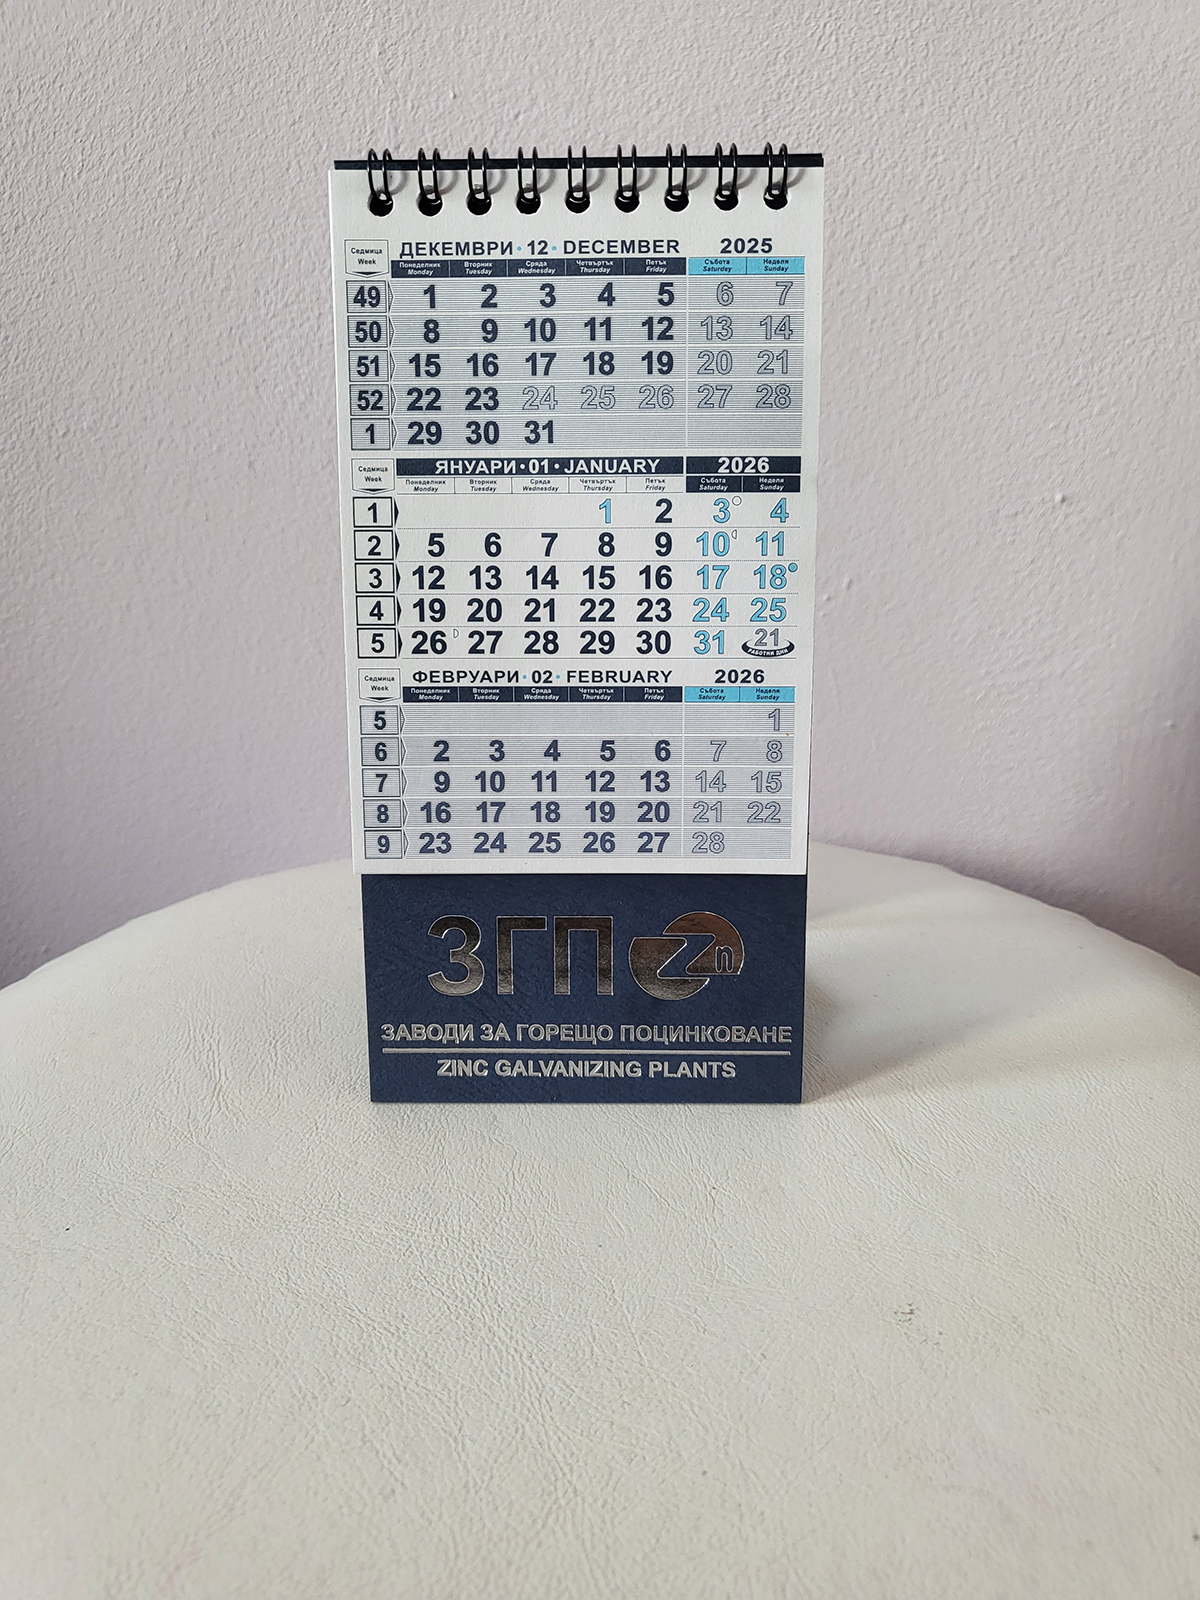 Седмица Week ДЕКЕМВРИ • 12 • DECEMBER 2025
Понеделник Monday Вторник Tuesday Сряда Wednesday Четвъртък Thursday Петък Friday Събота Saturday Неделя Sunday
49 1 2 3 4 5 6 7
50 8 9 10 11 12 13 14
51 15 16 17 18 19 20 21
52 22 23 24 25 26 27 28
1 29 30 31
Седмица Week ЯНУАРИ • 01 • JANUARY 2026
Понеделник Monday Вторник Tuesday Сряда Wednesday Четвъртък Thursday Петък Friday Събота Saturday Неделя Sunday
1 1 2 3 4
2 5 6 7 8 9 10 11
3 12 13 14 15 16 17 18
4 19 20 21 22 23 24 25
5 26 27 28 29 30 31 21 РАБОТНИ ДНИ
Седмица Week ФЕВРУАРИ • 02 • FEBRUARY 2026
Понеделник Monday Вторник Tuesday Сряда Wednesday Четвъртък Thursday Петък Friday Събота Saturday Неделя Sunday
5 1
6 2 3 4 5 6 7 8
7 9 10 11 12 13 14 15
8 16 17 18 19 20 21 22
9 23 24 25 26 27 28
ЗГП Zn
ЗАВОДИ ЗА ГОРЕЩО ПОЦИНКОВАНЕ
ZINC GALVANIZING PLANTS